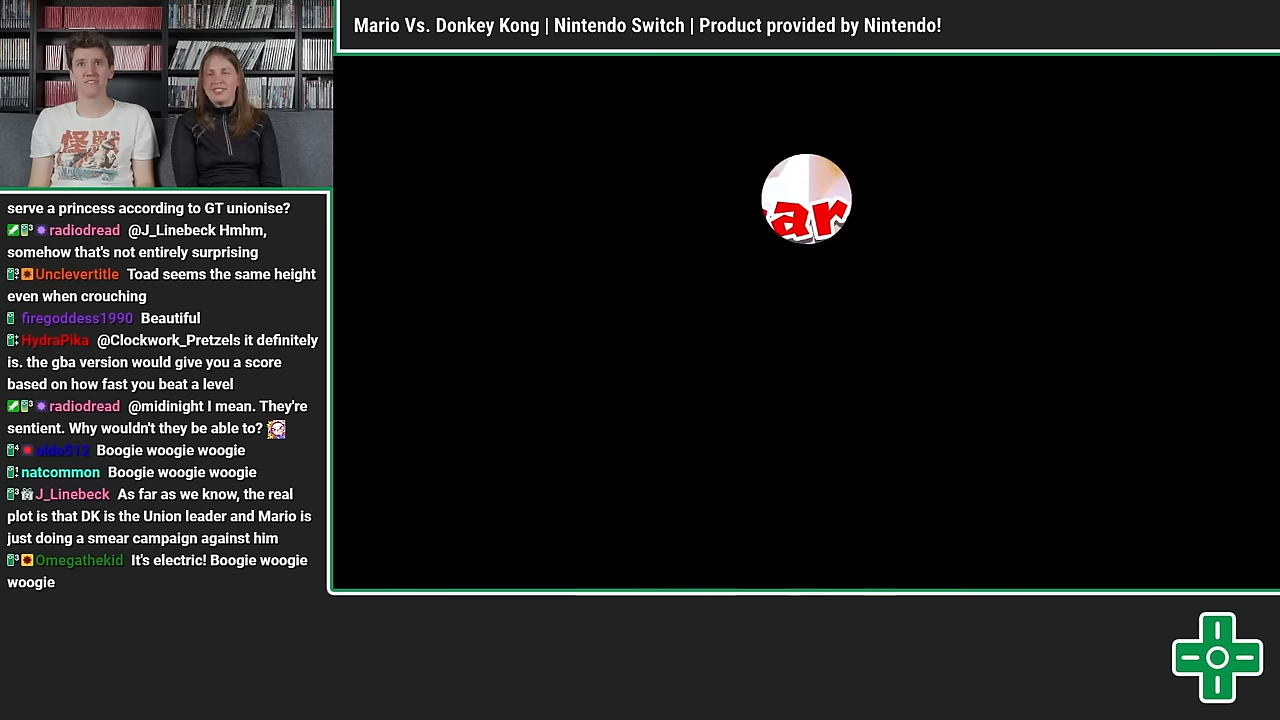 Mario Vs. Donkey Kong | Nintendo Switch | Product provided by Nintendo!
怪獣
ar
serve a princess according to GT unionise?
radiodread @J_Linebeck Hmhm,
somehow that's not entirely surprising
Unclevertitle Toad seems the same height
even when crouching
firegoddess1990 Beautiful
HydraPika @Clockwork_Pretzels it definitely
is. the gba version would give you a score
based on how fast you beat a level
radiodread @midinight I mean. They're
sentient. Why wouldn't they be able to?
aldo512 Boogie woogie woogie
natcommon Boogie woogie woogie
J_Linebeck As far as we know, the real
plot is that DK is the Union leader and Mario is
just doing a smear campaign against him
Omegathekid It's electric! Boogie woogie
woogie